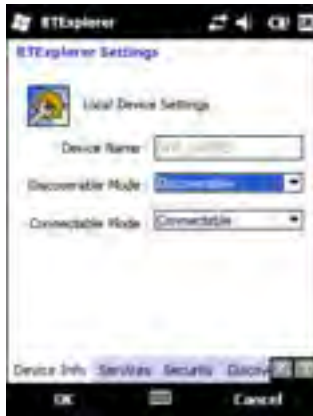 BTExplorer
BTExplorer Settings
Local Device Settings
Device Name
Discoverable Mode Discoverable
Connectable Mode Connectable
Device Info Services Security
OK Cancel